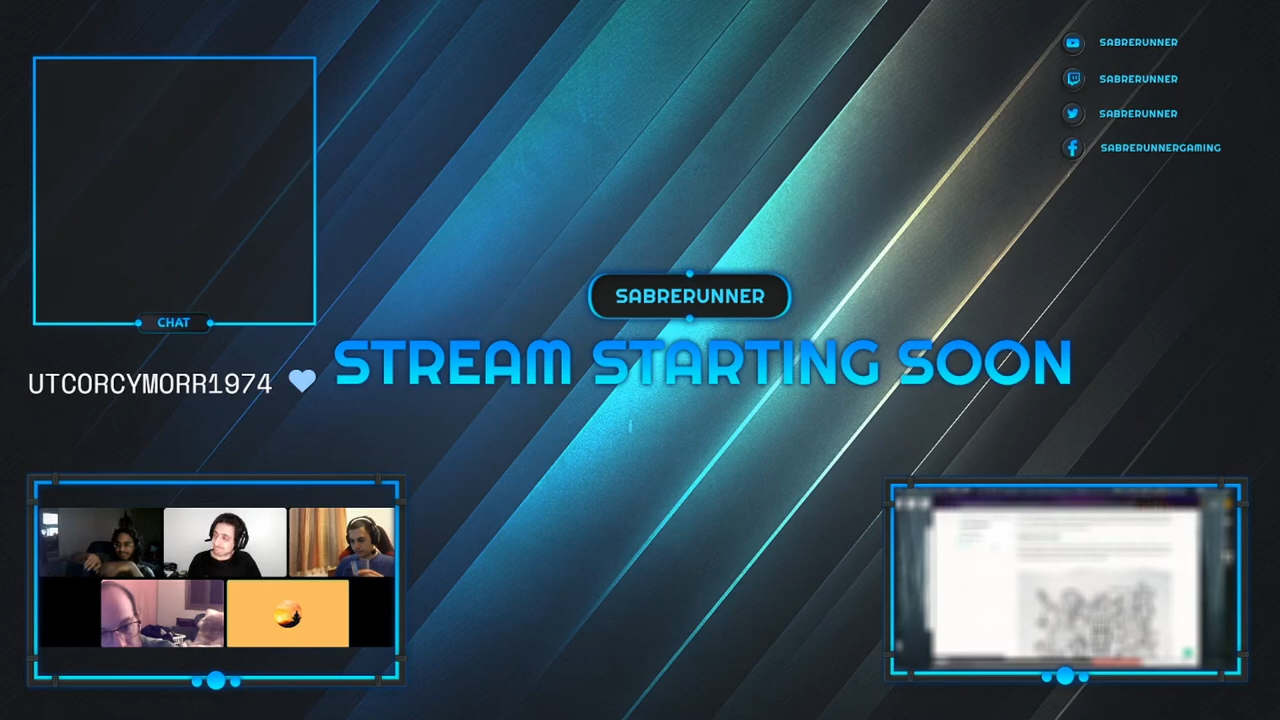 SABRERUNNER
SABRERUNNER
SABRERUNNER
SABRERUNNERGAMING
SABRERUNNER
CHAT
STREAM STARTING SOON
UTCORCYMORR1974